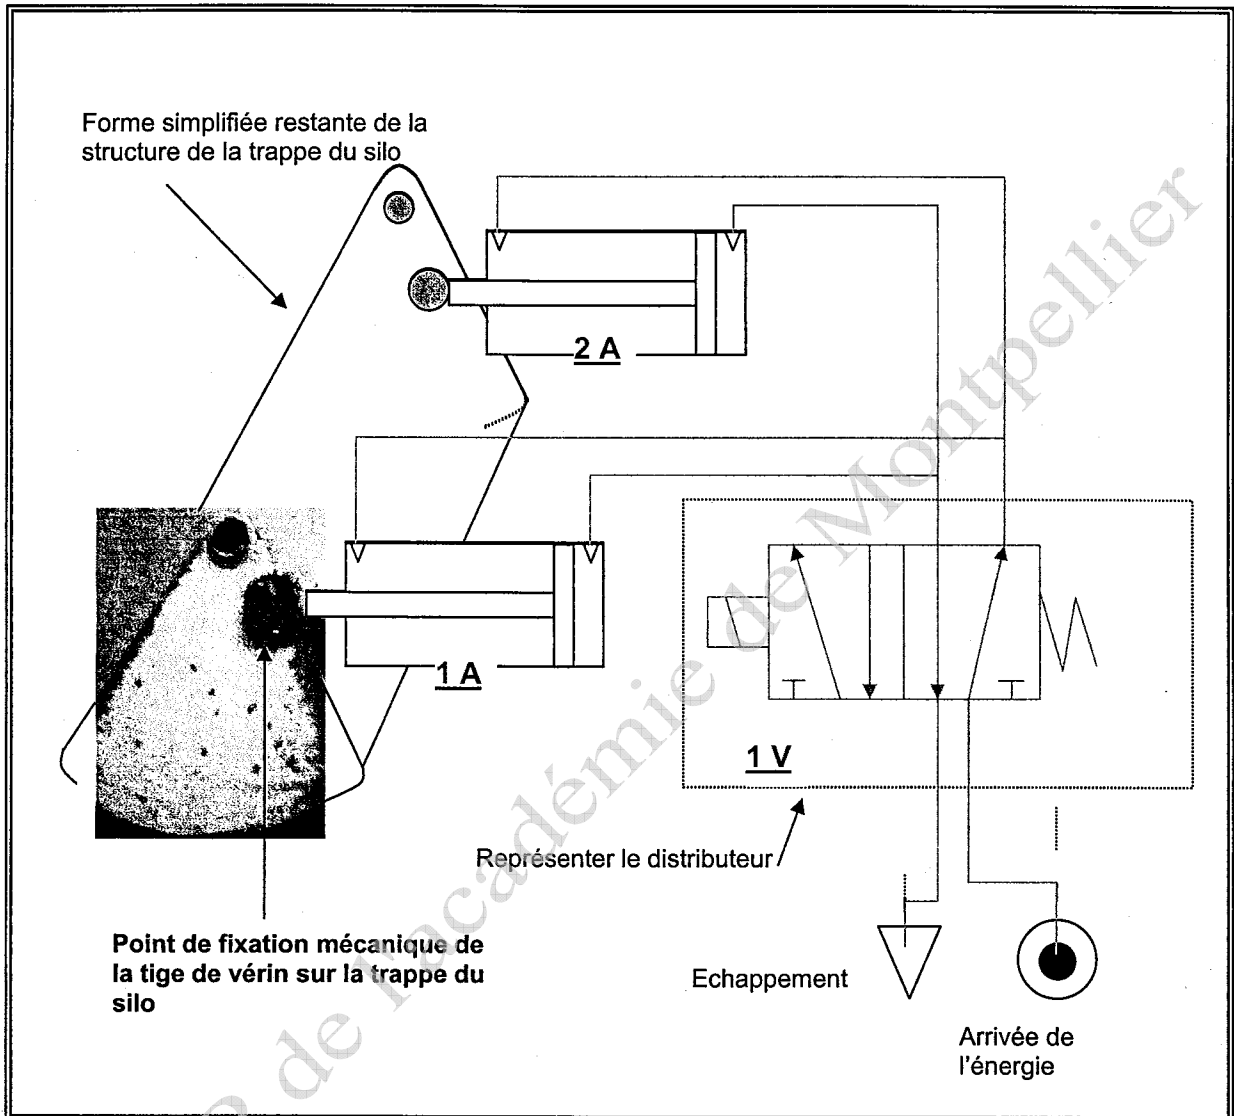 Forme simplifiée restante de la
structure de la trappe du silo
2 A
1 A
1 V
Représenter le distributeur
Point de fixation mécanique de
la tige de vérin sur la trappe du
silo
Echappement
Arrivée de
l'énergie
de l'académie de Montpellier